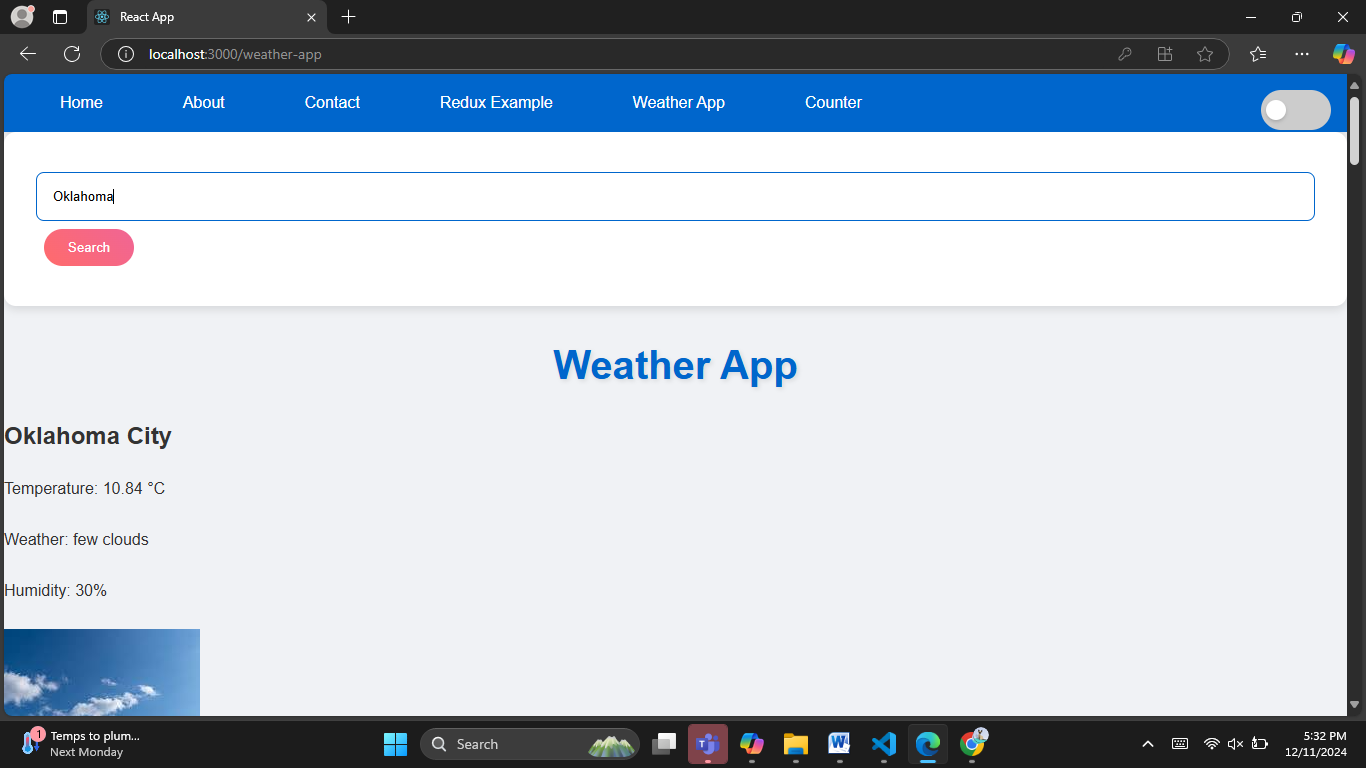 React App
localhost:3000/weather-app
Home About Contact Redux Example Weather App Counter
Oklahoma
Search
Weather App
Oklahoma City
Temperature: 10.84 °C
Weather: few clouds
Humidity: 30%
1
Temps to plum...
Next Monday
Search
T
W
Y
5:32 PM
12/11/2024